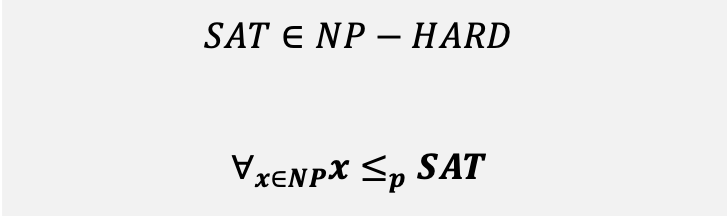 SAT ∈ NP − HARD
∀x∈NP x ≤p SAT